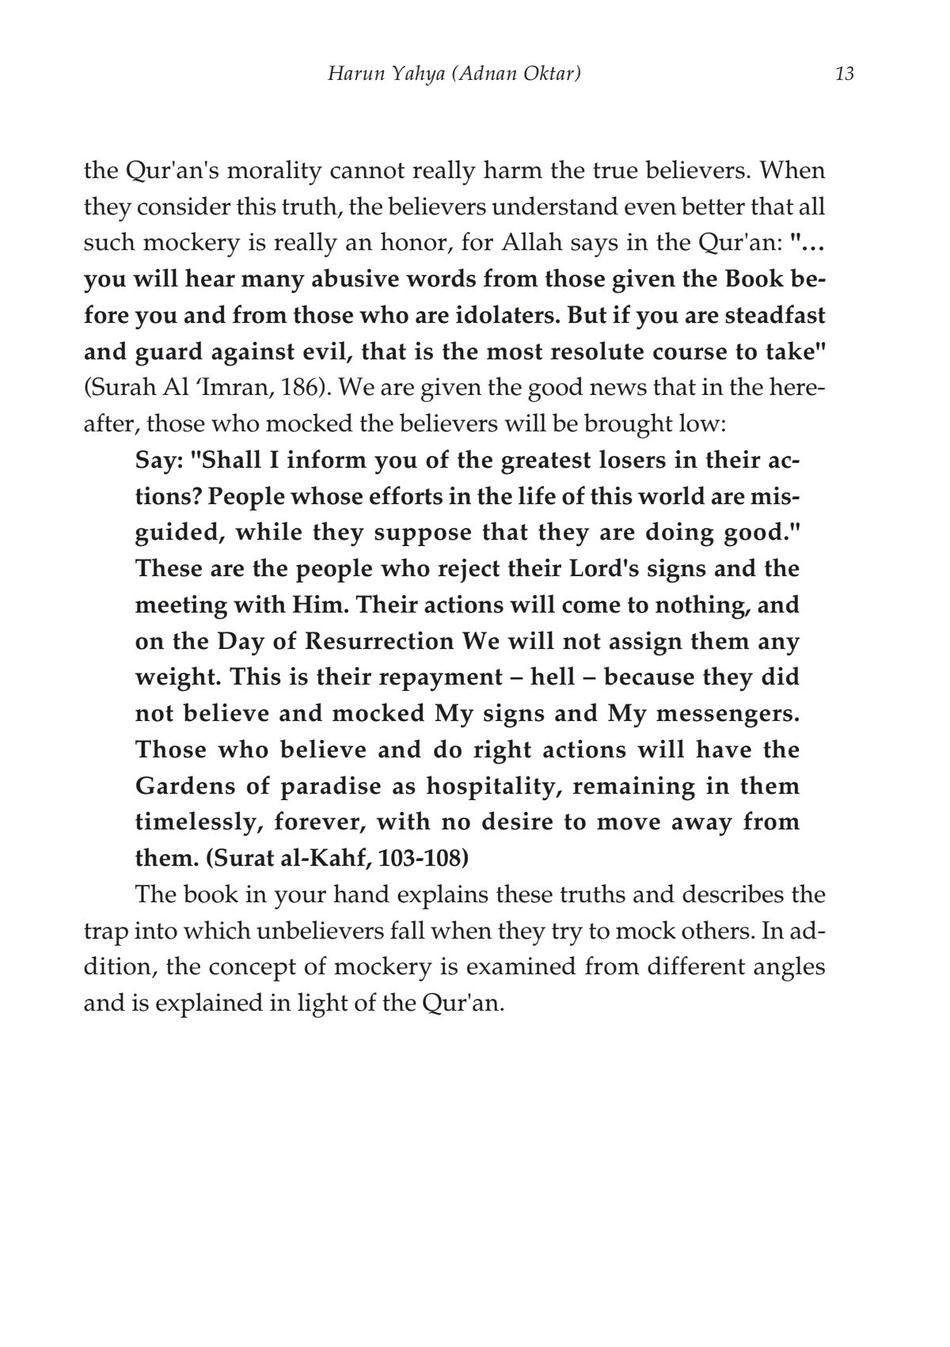 Harun Yahya (Adnan Oktar) 13
the Qur'an's morality cannot really harm the true believers. When
they consider this truth, the believers understand even better that all
such mockery is really an honor, for Allah says in the Qur'an: "…
you will hear many abusive words from those given the Book be-
fore you and from those who are idolaters. But if you are steadfast
and guard against evil, that is the most resolute course to take"
(Surah Al ‘Imran, 186). We are given the good news that in the here-
after, those who mocked the believers will be brought low:
Say: "Shall I inform you of the greatest losers in their ac-
tions? People whose efforts in the life of this world are mis-
guided, while they suppose that they are doing good."
These are the people who reject their Lord's signs and the
meeting with Him. Their actions will come to nothing, and
on the Day of Resurrection We will not assign them any
weight. This is their repayment – hell – because they did
not believe and mocked My signs and My messengers.
Those who believe and do right actions will have the
Gardens of paradise as hospitality, remaining in them
timelessly, forever, with no desire to move away from
them. (Surat al-Kahf, 103-108)
The book in your hand explains these truths and describes the
trap into which unbelievers fall when they try to mock others. In ad-
dition, the concept of mockery is examined from different angles
and is explained in light of the Qur'an.